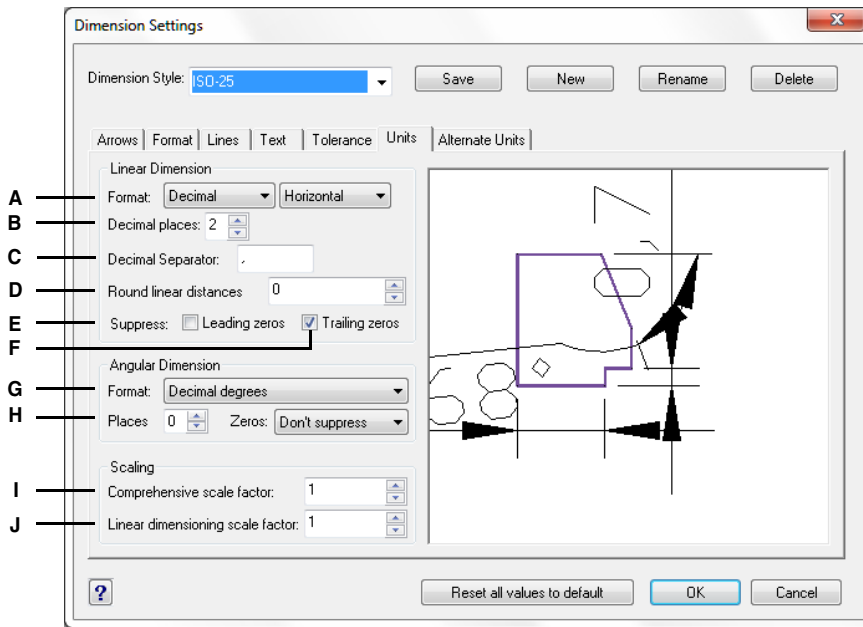 Dimension Settings
X
Dimension Style: ISO-25 Save New Rename Delete
Arrows Format Lines Text Tolerance Units Alternate Units
Linear Dimension
A Format: Decimal Horizontal
B Decimal places: 2
C Decimal Separator: ,
D Round linear distances 0
E Suppress: Leading zeros Trailing zeros
F
Angular Dimension
G Format: Decimal degrees
H Places 0 Zeros: Don't suppress
Scaling
I Comprehensive scale factor: 1
J Linear dimensioning scale factor: 1
? Reset all values to default OK Cancel